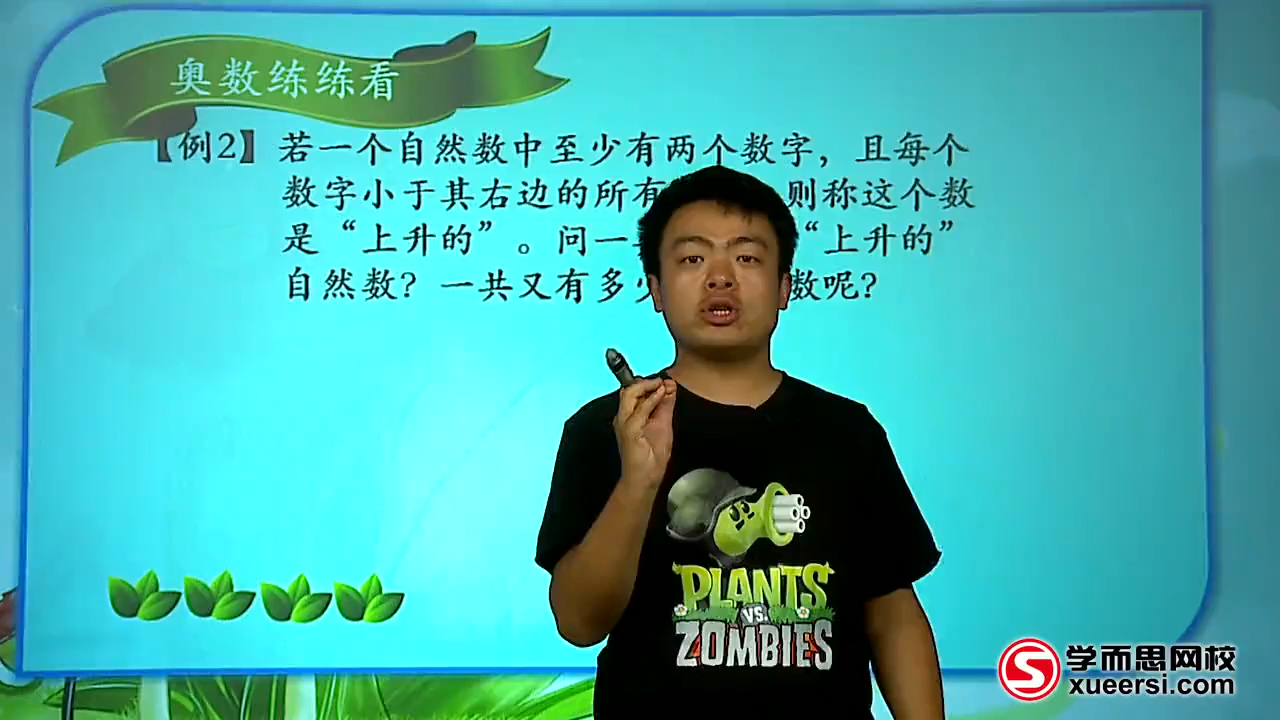 奥数练练看
【例2】若一个自然数中至少有两个数字，且每个
数字小于其右边的所有 则称这个数
是“上升的”。问一 “上升的”
自然数？一共又有多 数呢？
PLANTS
VS.
ZOMBIES
学而思网校
xueersi.com